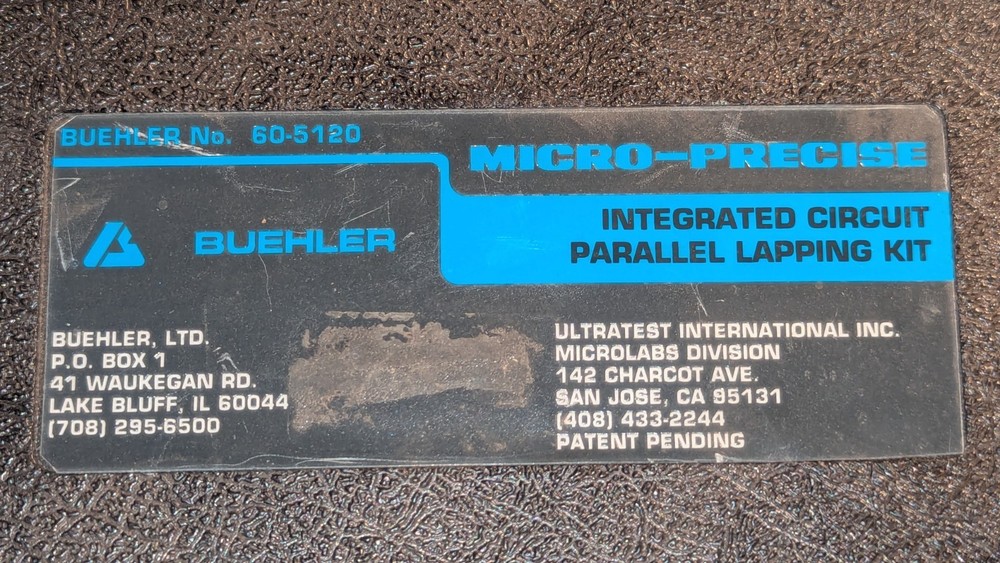 BUEHLER No. 60-5120
MICRO-PRECISE
INTEGRATED CIRCUIT
PARALLEL LAPPING KIT
BUEHLER
BUEHLER, LTD.
P.O. BOX 1
41 WAUKEGAN RD.
LAKE BLUFF, IL 60044
(708) 295-6500
ULTRATEST INTERNATIONAL INC.
MICROLABS DIVISION
142 CHARCOT AVE.
SAN JOSE, CA 95131
(408) 433-2244
PATENT PENDING